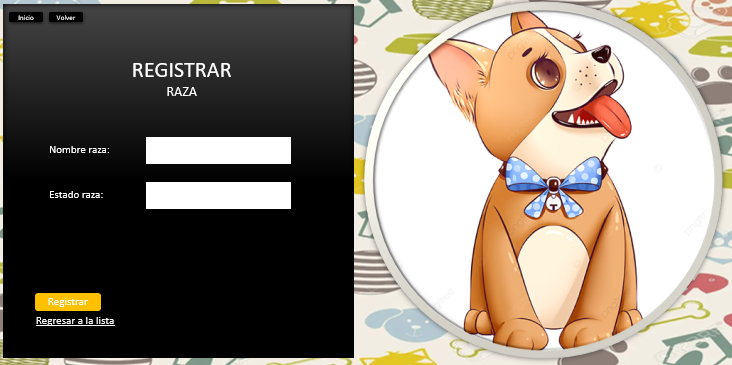 Inicio
Volver
REGISTRAR
RAZA
Nombre raza:
Estado raza:
Registrar
Regresar a la lista
T